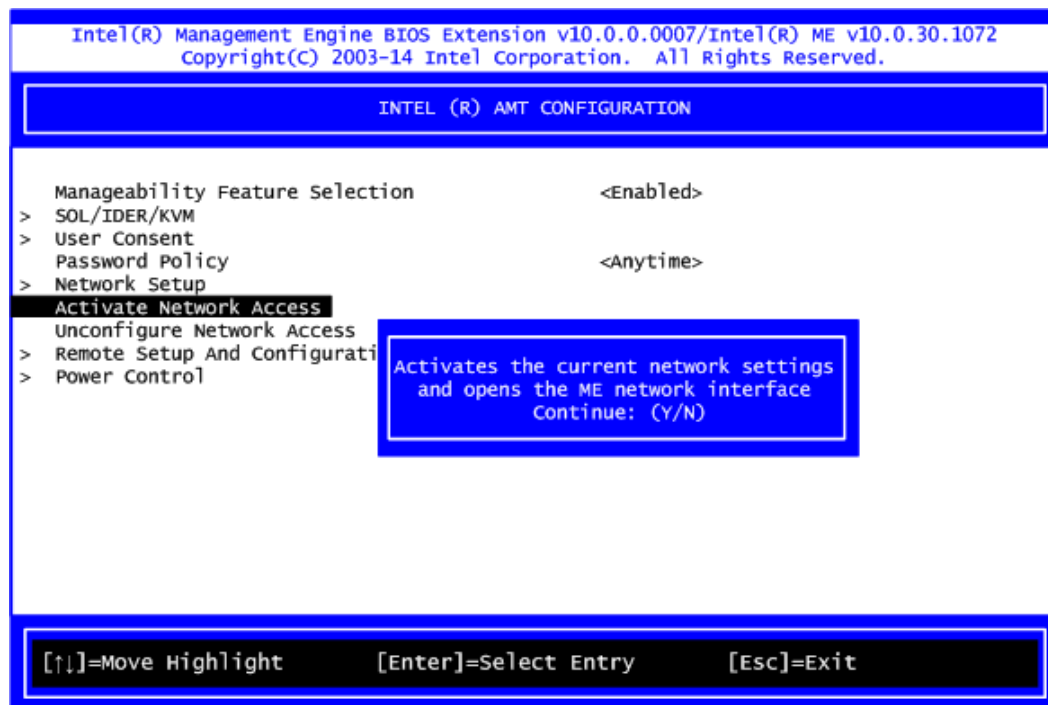 Intel(R) Management Engine BIOS Extension v10.0.0.0007/Intel(R) ME v10.0.30.1072
Copyright(C) 2003-14 Intel Corporation. All Rights Reserved.
INTEL (R) AMT CONFIGURATION
Manageability Feature Selection <Enabled>
> SOL/IDER/KVM
> User Consent
Password Policy <Anytime>
> Network Setup
Activate Network Access
Unconfigure Network Access
> Remote Setup And Configurati
> Power Control
Activates the current network settings
and opens the ME network interface
Continue: (Y/N)
[↑↓]=Move Highlight [Enter]=Select Entry [Esc]=Exit